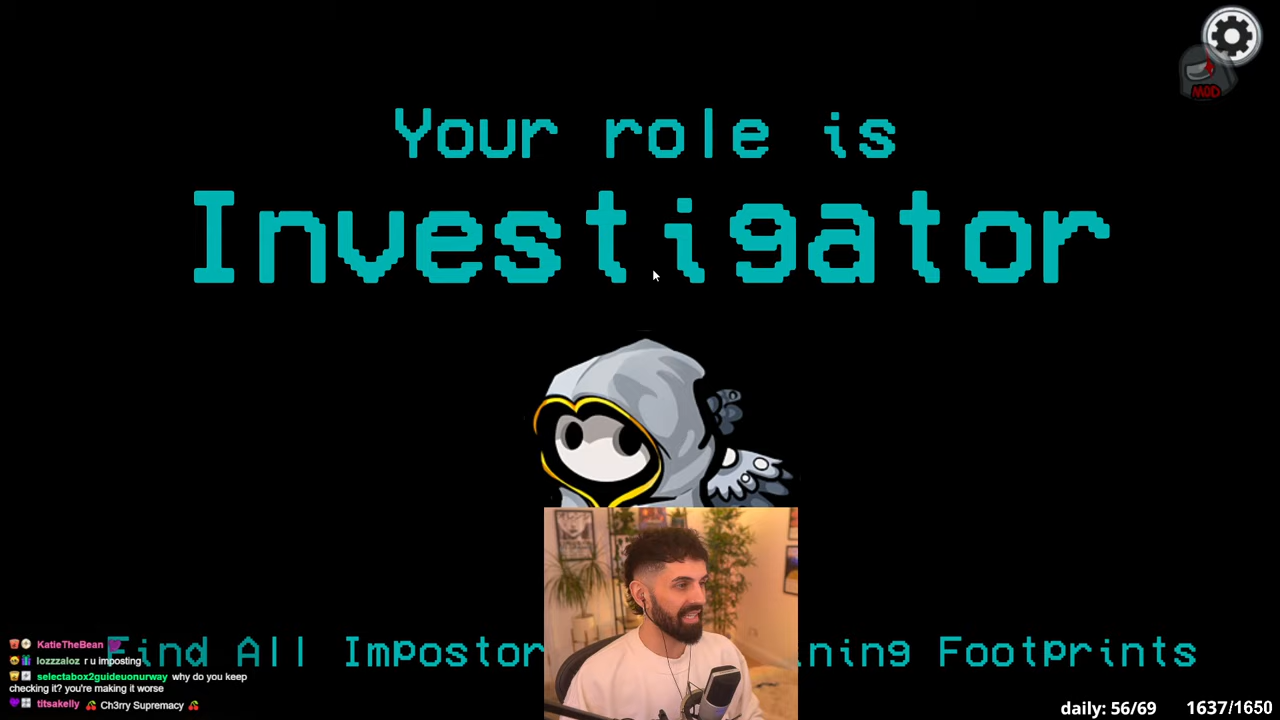 MOD
Your role is
Investigator
Find All Impostor ning Footprints
KatieTheBean
lozzzaloz r u imposting
selectabox2guideuonurway why do you keep
checking it? you're making it worse
titsakelly Ch3rry Supremacy
daily: 56/69 1637/1650